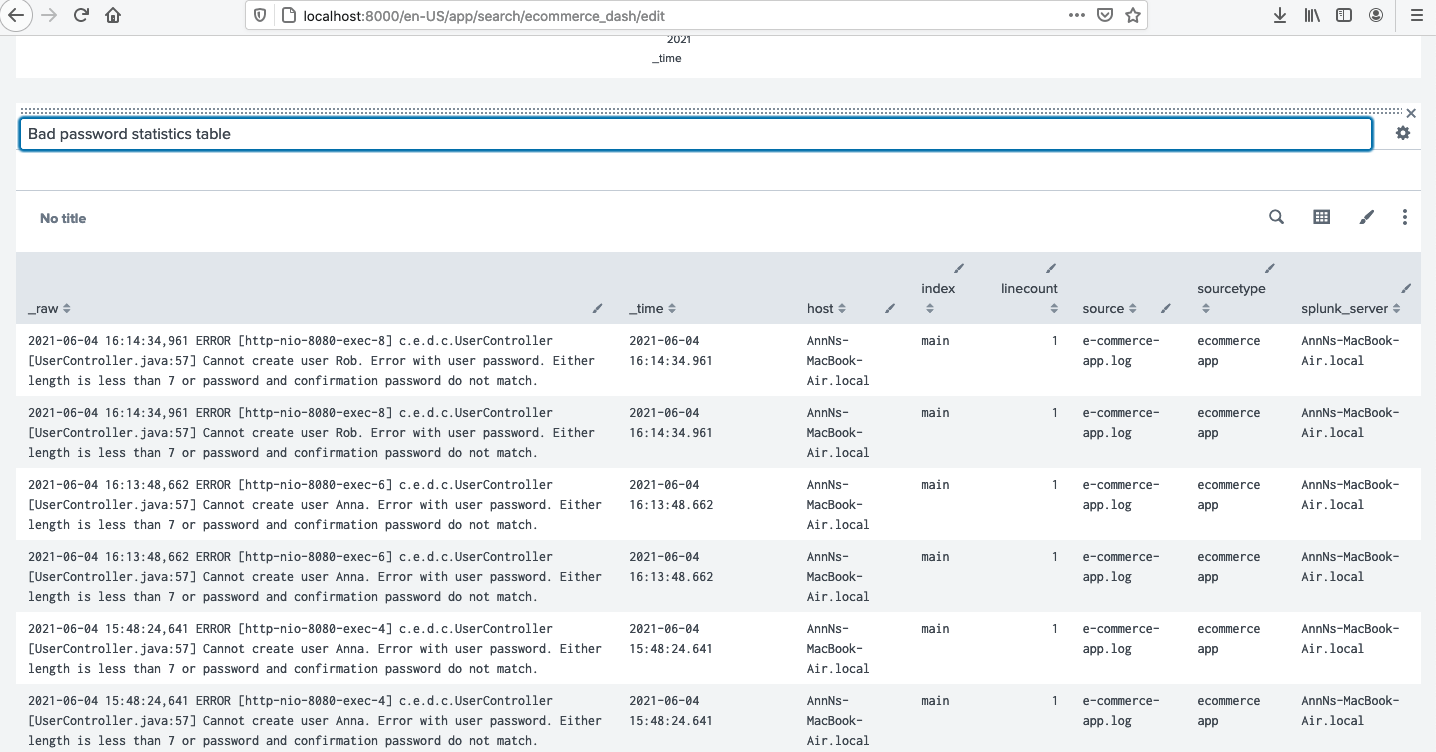 localhost:8000/en-US/app/search/ecommerce_dash/edit
2021
_time
Bad password statistics table
No title
_raw _time host index linecount source sourcetype splunk_server
2021-06-04 16:14:34,961 ERROR [http-nio-8080-exec-8] c.e.d.c.UserController 2021-06-04 AnnNs- main 1 e-commerce- ecommerce AnnNs-MacBook-
[UserController.java:57] Cannot create user Rob. Error with user password. Either 16:14:34.961 MacBook- app.log app Air.local
length is less than 7 or password and confirmation password do not match. Air.local
2021-06-04 16:14:34,961 ERROR [http-nio-8080-exec-8] c.e.d.c.UserController 2021-06-04 AnnNs- main 1 e-commerce- ecommerce AnnNs-MacBook-
[UserController.java:57] Cannot create user Rob. Error with user password. Either 16:14:34.961 MacBook- app.log app Air.local
length is less than 7 or password and confirmation password do not match. Air.local
2021-06-04 16:13:48,662 ERROR [http-nio-8080-exec-6] c.e.d.c.UserController 2021-06-04 AnnNs- main 1 e-commerce- ecommerce AnnNs-MacBook-
[UserController.java:57] Cannot create user Anna. Error with user password. Either 16:13:48.662 MacBook- app.log app Air.local
length is less than 7 or password and confirmation password do not match. Air.local
2021-06-04 16:13:48,662 ERROR [http-nio-8080-exec-6] c.e.d.c.UserController 2021-06-04 AnnNs- main 1 e-commerce- ecommerce AnnNs-MacBook-
[UserController.java:57] Cannot create user Anna. Error with user password. Either 16:13:48.662 MacBook- app.log app Air.local
length is less than 7 or password and confirmation password do not match. Air.local
2021-06-04 15:48:24,641 ERROR [http-nio-8080-exec-4] c.e.d.c.UserController 2021-06-04 AnnNs- main 1 e-commerce- ecommerce AnnNs-MacBook-
[UserController.java:57] Cannot create user Anna. Error with user password. Either 15:48:24.641 MacBook- app.log app Air.local
length is less than 7 or password and confirmation password do not match. Air.local
2021-06-04 15:48:24,641 ERROR [http-nio-8080-exec-4] c.e.d.c.UserController 2021-06-04 AnnNs- main 1 e-commerce- ecommerce AnnNs-MacBook-
[UserController.java:57] Cannot create user Anna. Error with user password. Either 15:48:24.641 MacBook- app.log app Air.local
length is less than 7 or password and confirmation password do not match. Air.local